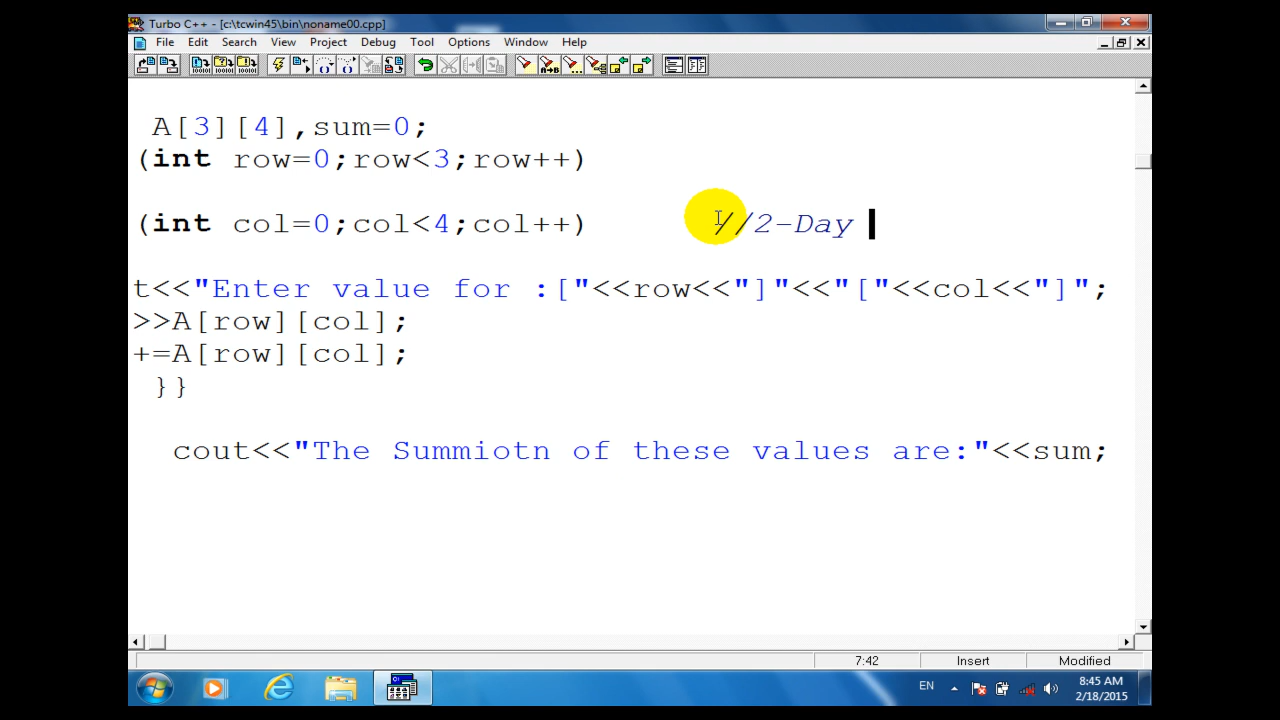 Turbo C++ - [c:\tcwin45\bin\noname00.cpp]
File Edit Search View Project Debug Tool Options Window Help
A[3][4],sum=0;
(int row=0;row<3;row++)
(int col=0;col<4;col++) //2-Day
t<<"Enter value for :["<<row<<"]"<<"["<<col<<"]";
>>A[row][col];
+=A[row][col];
}}
cout<<"The Summiotn of these values are:"<<sum;
7:42 Insert Modified
EN 8:45 AM
2/18/2015